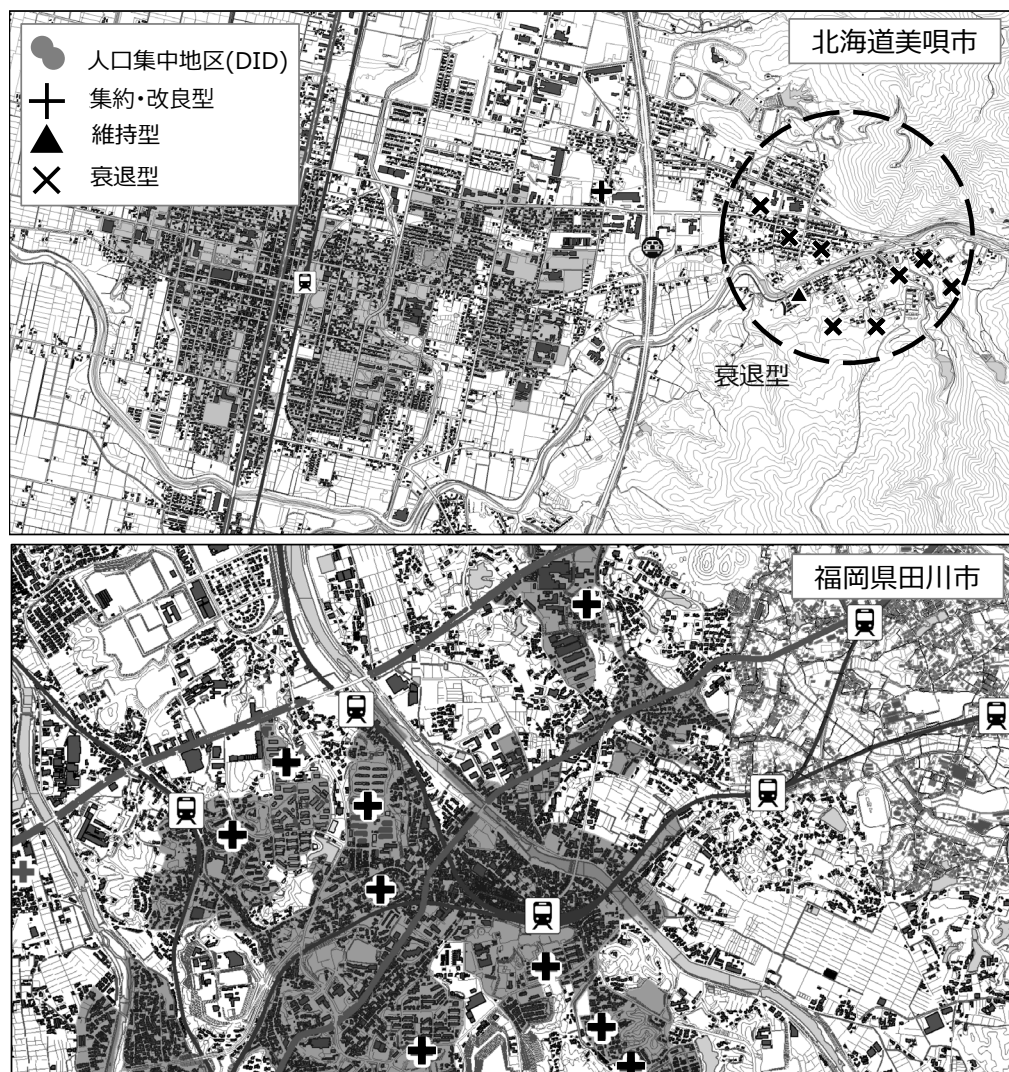 北海道美唄市
人口集中地区(DID)
集約・改良型
維持型
衰退型
衰退型
福岡県田川市